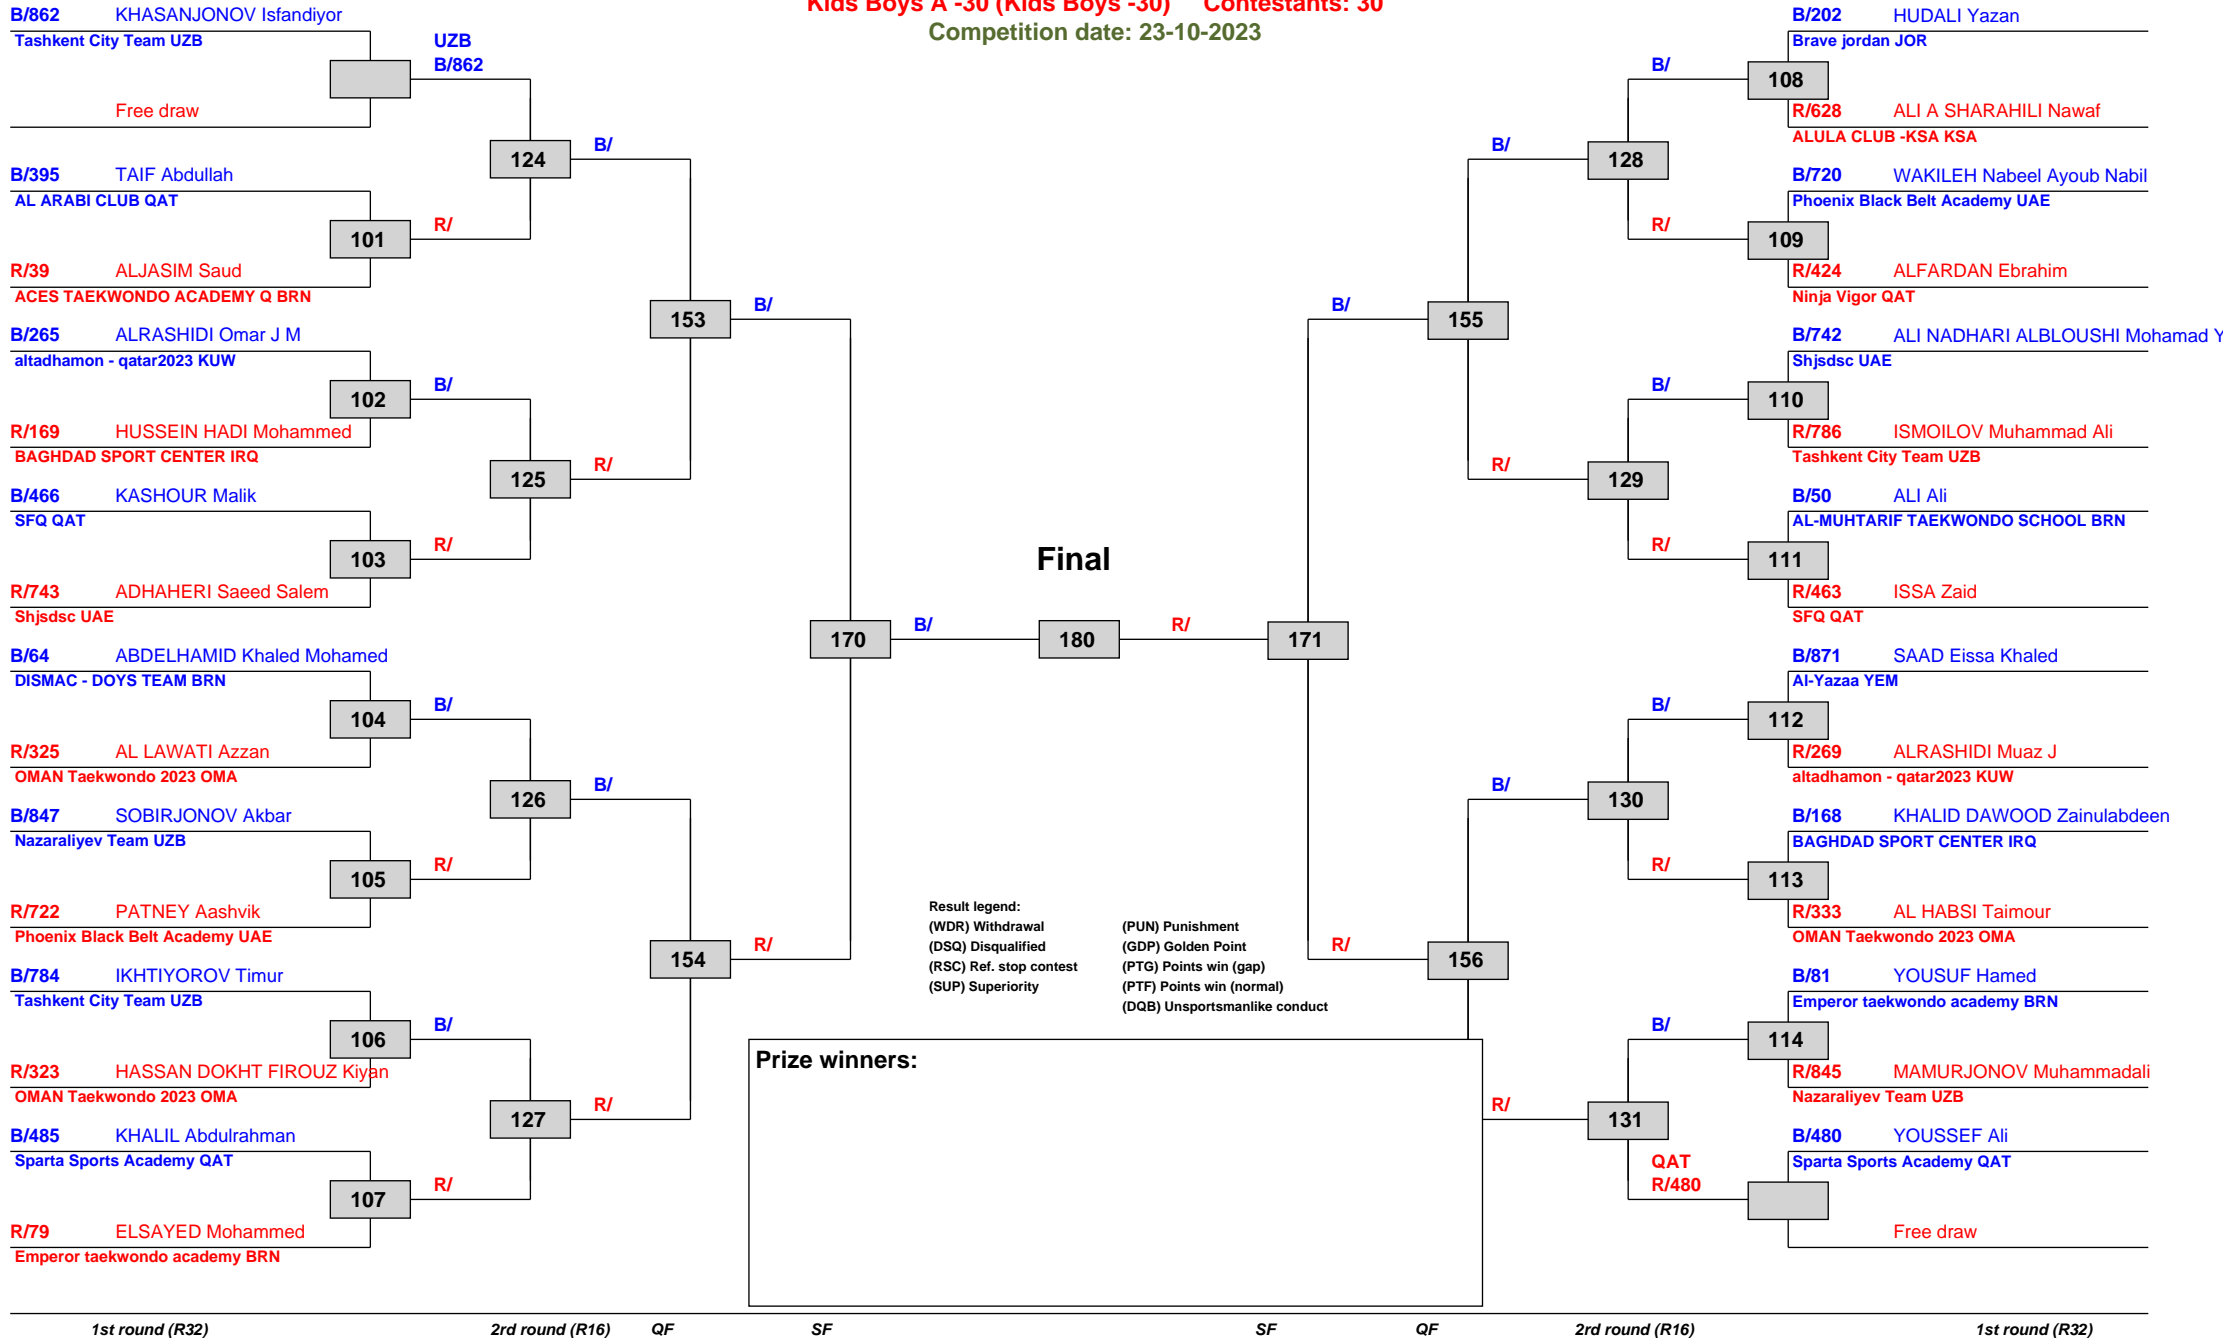 Kids Boys A -30 (Kids Boys -30) Contestants: 30
Competition date: 23-10-2023
B/862 KHASANJONOV Isfandiyor
Tashkent City Team UZB
Free draw
UZB
B/862
B/395 TAIF Abdullah
AL ARABI CLUB QAT
101
R/39 ALJASIM Saud
ACES TAEKWONDO ACADEMY Q BRN
R/
124
B/
B/265 ALRASHIDI Omar J M
altadhamon - qatar2023 KUW
102
B/
R/169 HUSSEIN HADI Mohammed
BAGHDAD SPORT CENTER IRQ
B/466 KASHOUR Malik
SFQ QAT
103
R/
R/743 ADHAHERI Saeed Salem
Shjsdsc UAE
125
R/
153
B/
B/64 ABDELHAMID Khaled Mohamed
DISMAC - DOYS TEAM BRN
104
B/
R/325 AL LAWATI Azzan
OMAN Taekwondo 2023 OMA
B/847 SOBIRJONOV Akbar
Nazaraliyev Team UZB
105
R/
R/722 PATNEY Aashvik
Phoenix Black Belt Academy UAE
126
B/
B/784 IKHTIYOROV Timur
Tashkent City Team UZB
106
B/
R/323 HASSAN DOKHT FIROUZ Kiyan
OMAN Taekwondo 2023 OMA
B/485 KHALIL Abdulrahman
Sparta Sports Academy QAT
107
R/
R/79 ELSAYED Mohammed
Emperor taekwondo academy BRN
127
R/
154
R/
170
B/
Final
180
R/
171
B/
155
B/
128
B/
B/202 HUDALI Yazan
Brave jordan JOR
108
R/628 ALI A SHARAHILI Nawaf
ALULA CLUB -KSA KSA
R/
B/720 WAKILEH Nabeel Ayoub Nabil
Phoenix Black Belt Academy UAE
109
R/424 ALFARDAN Ebrahim
Ninja Vigor QAT
R/
129
B/
B/742 ALI NADHARI ALBLOUSHI Mohamad Y
Shjsdsc UAE
110
R/786 ISMOILOV Muhammad Ali
Tashkent City Team UZB
R/
B/50 ALI Ali
AL-MUHTARIF TAEKWONDO SCHOOL BRN
111
R/463 ISSA Zaid
SFQ QAT
R/
156
B/
130
B/
B/871 SAAD Eissa Khaled
Al-Yazaa YEM
112
R/269 ALRASHIDI Muaz J
altadhamon - qatar2023 KUW
R/
B/168 KHALID DAWOOD Zainulabdeen
BAGHDAD SPORT CENTER IRQ
113
R/333 AL HABSI Taimour
OMAN Taekwondo 2023 OMA
R/
131
B/
B/81 YOUSUF Hamed
Emperor taekwondo academy BRN
114
R/845 MAMURJONOV Muhammadali
Nazaraliyev Team UZB
QAT
R/480
B/480 YOUSSEF Ali
Sparta Sports Academy QAT
Free draw
Result legend:
(WDR) Withdrawal (PUN) Punishment
(DSQ) Disqualified (GDP) Golden Point
(RSC) Ref. stop contest (PTG) Points win (gap)
(SUP) Superiority (PTF) Points win (normal)
(DQB) Unsportsmanlike conduct
Prize winners:
1st round (R32) 2rd round (R16) QF SF SF QF 2rd round (R16) 1st round (R32)